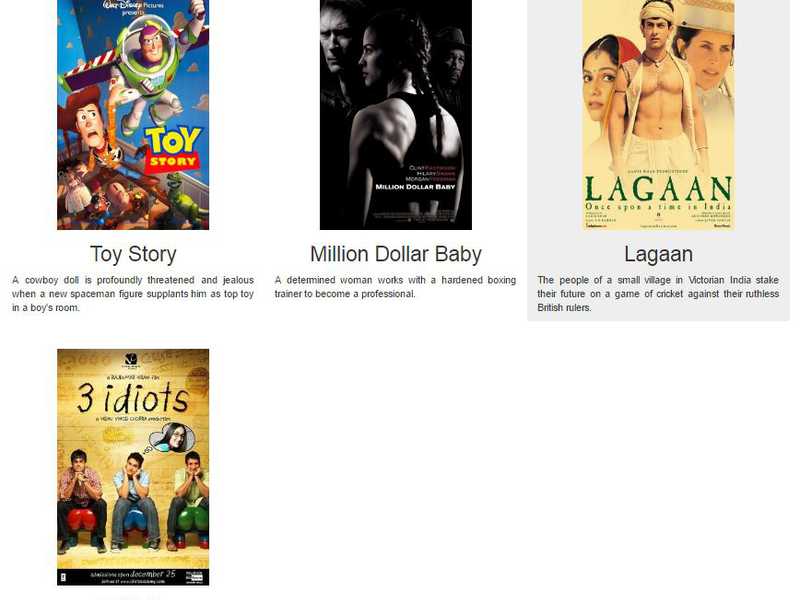 WALT DISNEY Pictures
presents
TOY
STORY
CLINT EASTWOOD
HILARY SWANK
MORGAN FREEMAN
MILLION DOLLAR BABY
LAGAAN
Once upon a time in India
Toy Story
Million Dollar Baby
Lagaan
A cowboy doll is profoundly threatened and jealous
when a new spaceman figure supplants him as top toy
in a boy's room.
A determined woman works with a hardened boxing
trainer to become a professional.
The people of a small village in Victorian India stake
their future on a game of cricket against their ruthless
British rulers.
a RAJKUMAR HIRANI film
3 idiots
a VIDHU VINOD CHOPRA production
admissions open december 25